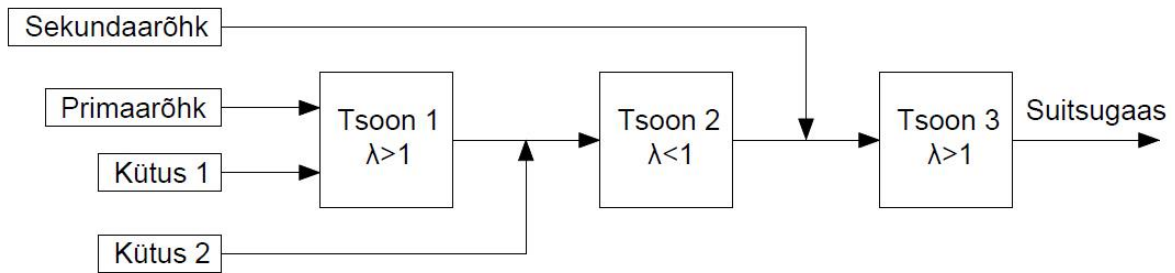 Sekundaarõhk
Primaarõhk
Kütus 1
Kütus 2
Tsoon 1
λ>1
Tsoon 2
λ<1
Tsoon 3
λ>1
Suitsugaas